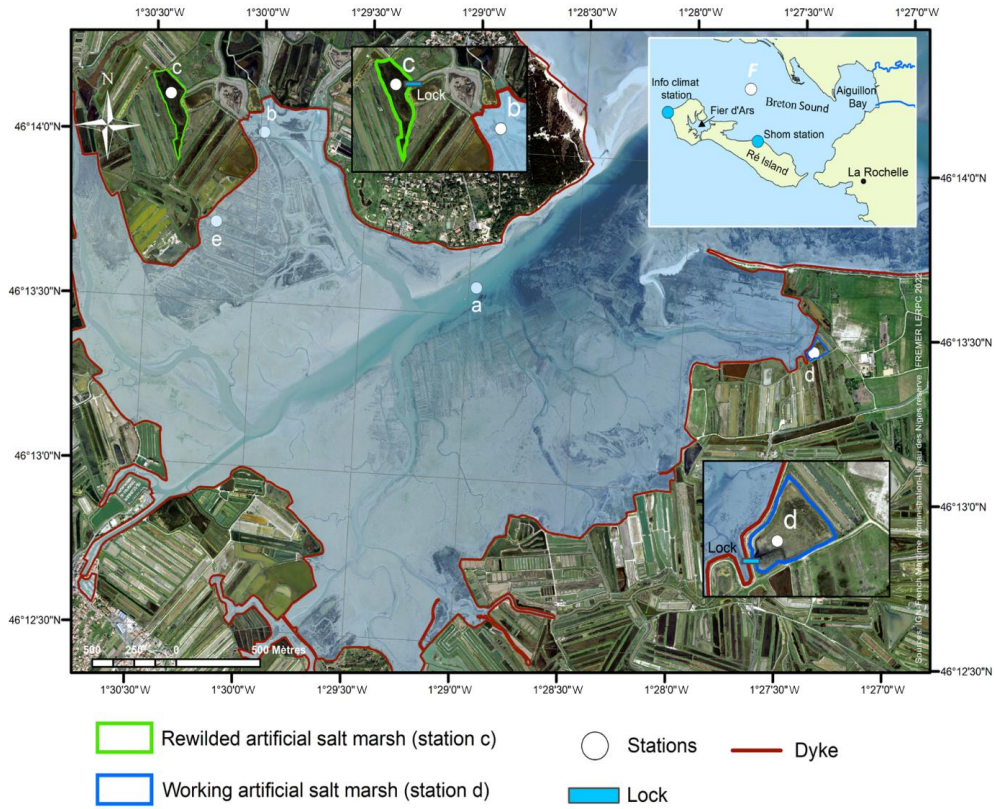 1°30'30"W 1°30'0"W 1°29'30"W 1°29'0"W 1°28'30"W 1°28'0"W 1°27'30"W 1°27'0"W
N
c
b
e
a
d
c
Lock
b
F
Info climat
station
Fier d'Ars
Breton Sound
Aiguillon
Bay
Shom station
Ré Island
La Rochelle
46°14'0"N
46°13'30"N
46°13'0"N
46°12'30"N
46°14'0"N
46°13'30"N
46°13'0"N
46°12'30"N
d
Lock
500 250 0 500 Mètres
1°30'30"W 1°30'0"W 1°29'30"W 1°29'0"W 1°28'30"W 1°28'0"W 1°27'30"W 1°27'0"W
Rewilded artificial salt marsh (station c)
Stations
Dyke
Working artificial salt marsh (station d)
Lock